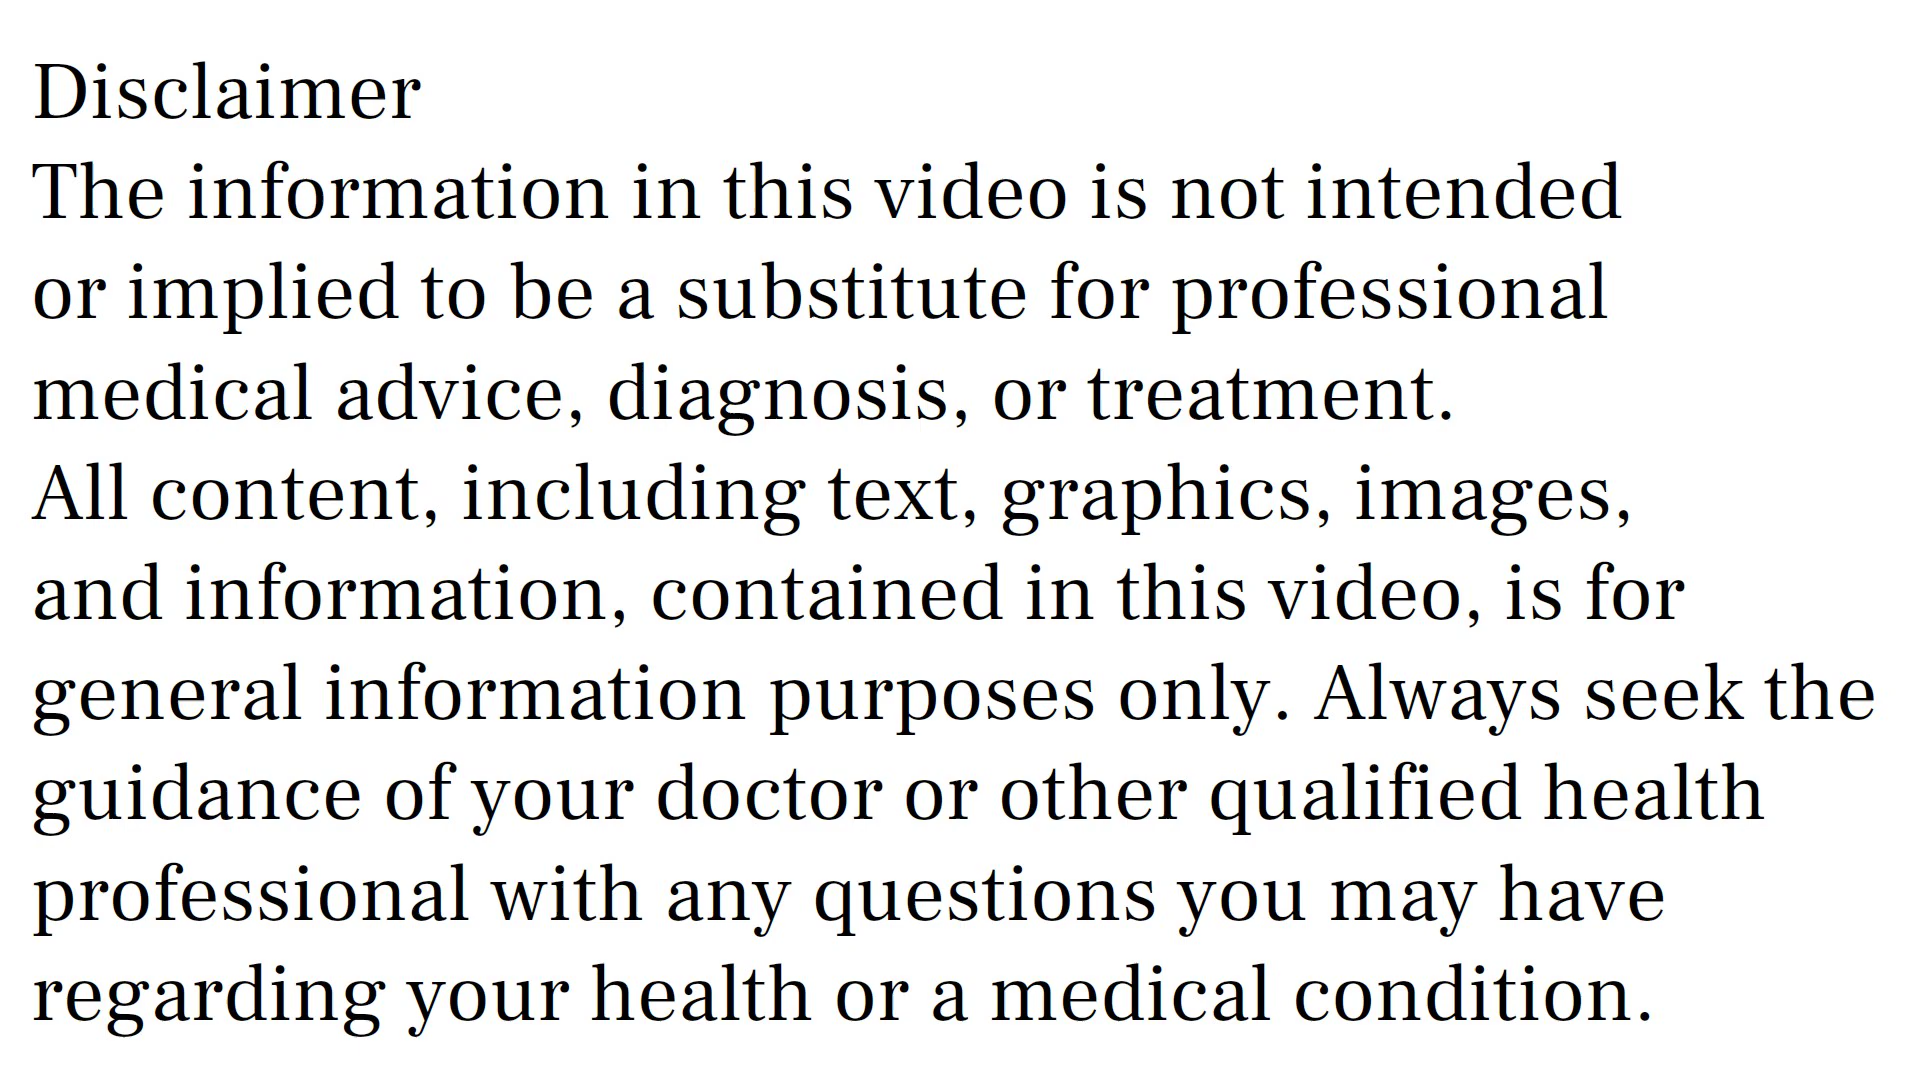 Disclaimer
The information in this video is not intended
or implied to be a substitute for professional
medical advice, diagnosis, or treatment.
All content, including text, graphics, images,
and information, contained in this video, is for
general information purposes only. Always seek the
guidance of your doctor or other qualified health
professional with any questions you may have
regarding your health or a medical condition.